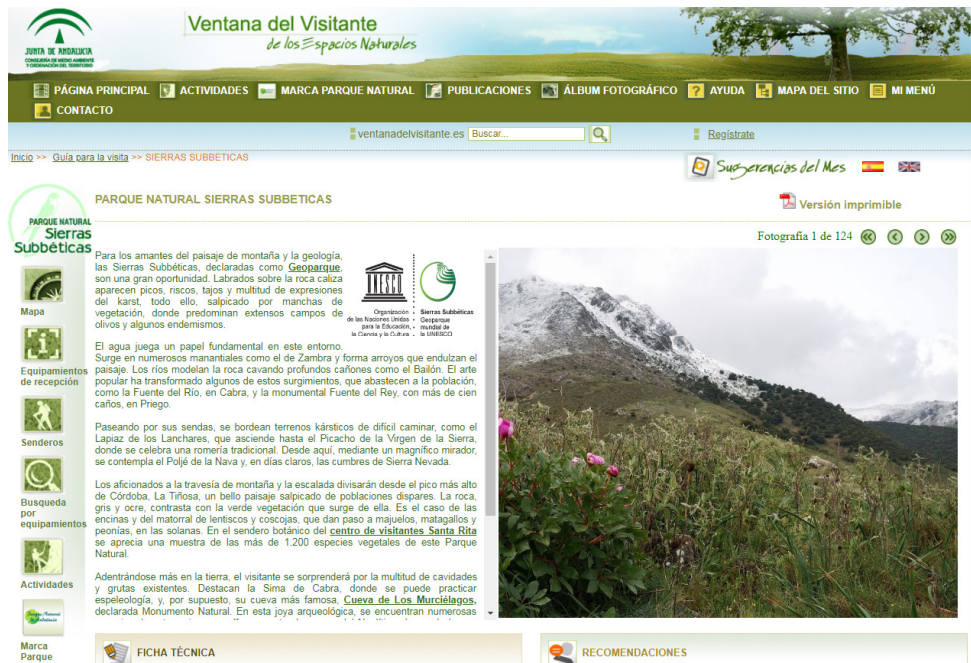 JUNTA DE ANDALUCIA
CONSEJERÍA DE MEDIO AMBIENTE
Y ORDENACIÓN DEL TERRITORIO
Ventana del Visitante
de los Espacios Naturales
PÁGINA PRINCIPAL ACTIVIDADES MARCA PARQUE NATURAL PUBLICACIONES ÁLBUM FOTOGRÁFICO AYUDA MAPA DEL SITIO MI MENÚ
CONTACTO
ventanadelvisitante.es Buscar... Regístrate
Inicio >> Guía para la visita >> SIERRAS SUBBETICAS
Sugerencias del Mes
PARQUE NATURAL
Sierras
Subbéticas
PARQUE NATURAL SIERRAS SUBBETICAS
Versión imprimible
Fotografía 1 de 124
Mapa
Equipamientos
de recepción
Senderos
Busqueda
por
equipamientos
Actividades
Marca
Parque
Para los amantes del paisaje de montaña y la geología,
las Sierras Subbéticas, declaradas como Geoparque,
son una gran oportunidad. Labrados sobre la roca caliza
aparecen picos, riscos, tajos y multitud de expresiones
del karst, todo ello, salpicado por manchas de
vegetación, donde predominan extensos campos de
olivos y algunos endemismos.
UNESCO
Organización
de las Naciones Unidas
para la Educación,
la Ciencia y la Cultura
Sierras Subbéticas
Geoparque
mundial de
la UNESCO
El agua juega un papel fundamental en este entorno.
Surge en numerosos manantiales como el de Zambra y forma arroyos que endulzan el
paisaje. Los ríos modelan la roca cavando profundos cañones como el Bailón. El arte
popular ha transformado algunos de estos surgimientos, que abastecen a la población,
como la Fuente del Río, en Cabra, y la monumental Fuente del Rey, con más de cien
caños, en Priego.
Paseando por sus sendas, se bordean terrenos kársticos de difícil caminar, como el
Lapiaz de los Lanchares, que asciende hasta el Picacho de la Virgen de la Sierra,
donde se celebra una romería tradicional. Desde aquí, mediante un magnífico mirador,
se contempla el Poljé de la Nava y, en días claros, las cumbres de Sierra Nevada.
Los aficionados a la travesía de montaña y la escalada divisarán desde el pico más alto
de Córdoba, La Tiñosa, un bello paisaje salpicado de poblaciones dispares. La roca,
gris y ocre, contrasta con la verde vegetación que surge de ella. Es el caso de las
encinas y del matorral de lentiscos y coscojas, que dan paso a majuelos, matagallos y
peonías, en las solanas. En el sendero botánico del centro de visitantes Santa Rita
se aprecia una muestra de las más de 1.200 especies vegetales de este Parque
Natural.
Adentrándose más en la tierra, el visitante se sorprenderá por la multitud de cavidades
y grutas existentes. Destacan la Sima de Cabra, donde se puede practicar
espeleología, y, por supuesto, su cueva más famosa, Cueva de Los Murciélagos,
declarada Monumento Natural. En esta joya arqueológica, se encuentran numerosas
FICHA TÉCNICA
RECOMENDACIONES